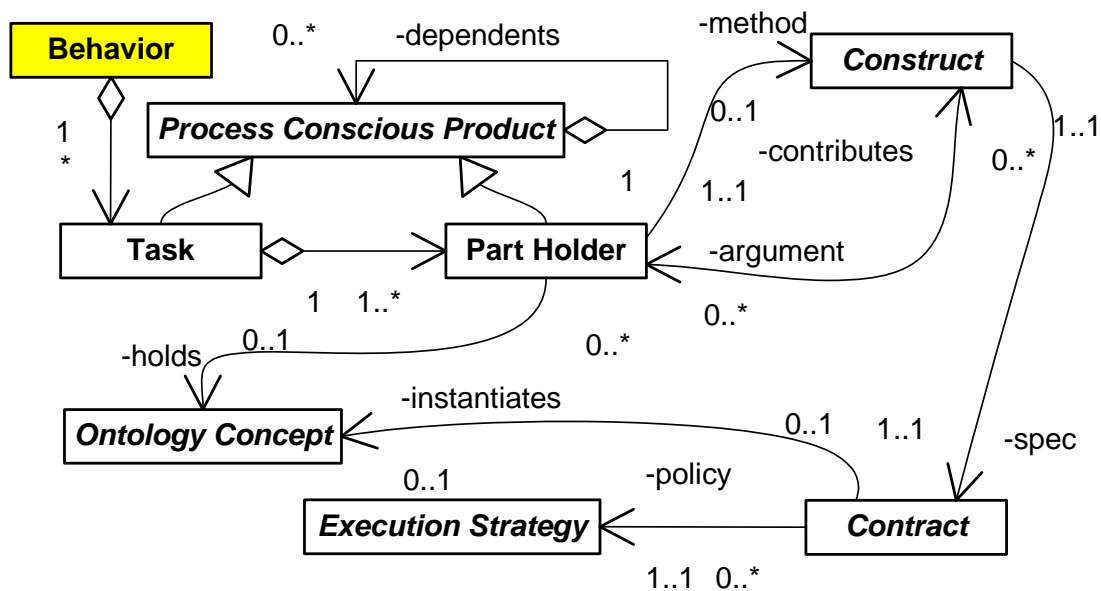 Behavior
0..*
-dependents
-method
Construct
Process Conscious Product
0..1
1
*
1..1
-contributes
0..*
1
1..1
Task
Part Holder
-argument
1
1..*
0..*
0..1
0..*
-holds
-instantiates
Ontology Concept
0..1
1..1
-spec
-policy
0..1
Execution Strategy
Contract
1..1
0..*